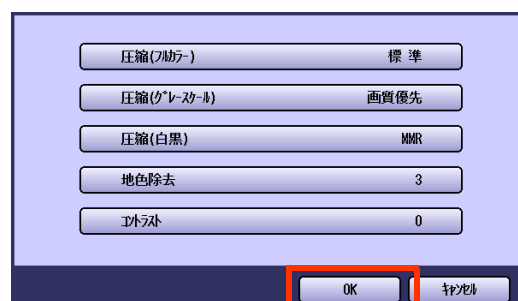 圧縮(ﾌﾙｶﾗｰ) 標 準
圧縮(ｸﾞﾚｰｽｹｰﾙ) 画質優先
圧縮(白黒) MMR
地色除去 3
ｺﾝﾄﾗｽﾄ 0
OK ｷｬﾝｾﾙ